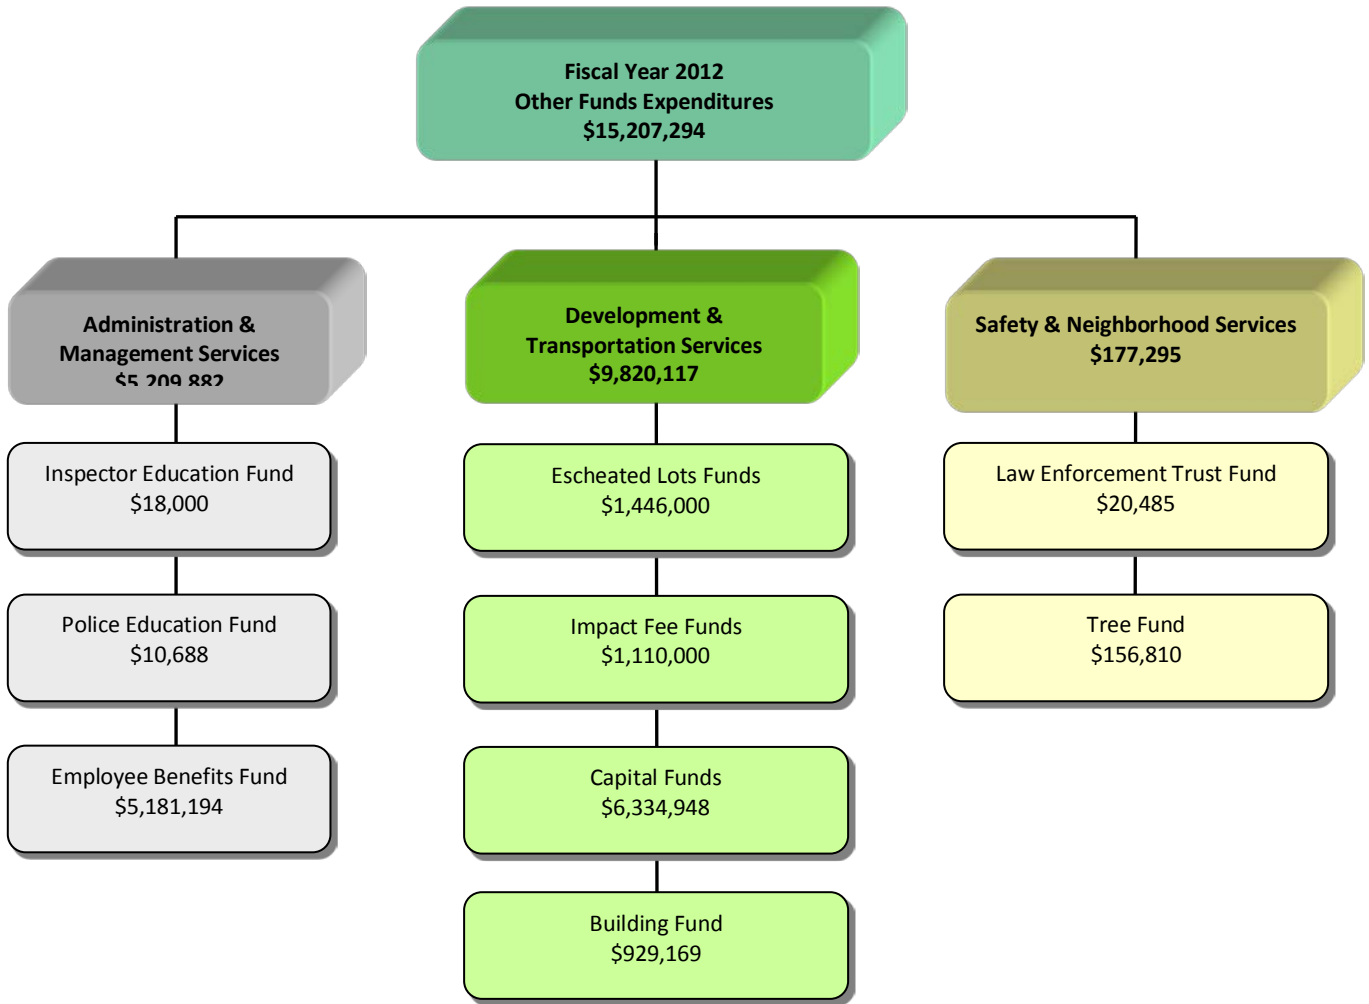 Fiscal Year 2012
Other Funds Expenditures
$15,207,294
Administration &
Management Services
$5,209,882
Development &
Transportation Services
$9,820,117
Safety & Neighborhood Services
$177,295
Inspector Education Fund
$18,000
Escheated Lots Funds
$1,446,000
Law Enforcement Trust Fund
$20,485
Police Education Fund
$10,688
Impact Fee Funds
$1,110,000
Tree Fund
$156,810
Employee Benefits Fund
$5,181,194
Capital Funds
$6,334,948
Building Fund
$929,169